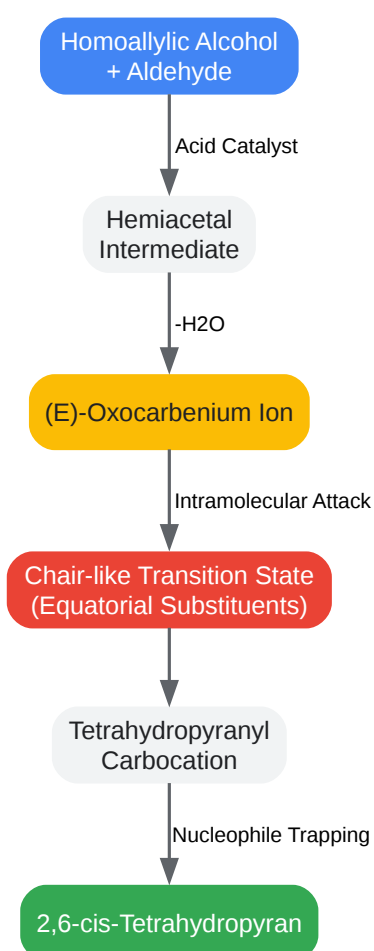 Homoallylic Alcohol
+ Aldehyde
Acid Catalyst
Hemiacetal
Intermediate
-H2O
(E)-Oxocarbenium Ion
Intramolecular Attack
Chair-like Transition State
(Equatorial Substituents)
Tetrahydropyranyl
Carbocation
Nucleophile Trapping
2,6-cis-Tetrahydropyran